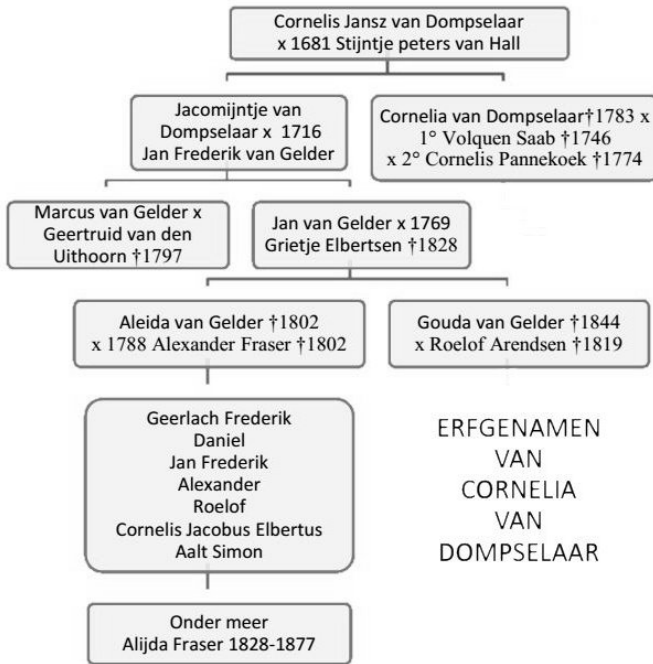 Cornelis Jansz van Dompselaar
x 1681 Stijntje peters van Hall
Jacomijntje van
Dompselaar x 1716
Jan Frederik van Gelder
Cornelia van Dompselaar†1783 x
1° Volquen Saab †1746
x 2° Cornelis Pannekoek †1774
Marcus van Gelder x
Geertruid van den
Uithoorn †1797
Jan van Gelder x 1769
Grietje Elbertsen †1828
Aleida van Gelder †1802
x 1788 Alexander Fraser †1802
Gouda van Gelder †1844
x Roelof Arendsen †1819
Geerlach Frederik
Daniel
Jan Frederik
Alexander
Roelof
Cornelis Jacobus Elbertus
Aalt Simon
ERFGENAMEN
VAN
CORNELIA
VAN
DOMPSELAAR
Onder meer
Alijda Fraser 1828-1877